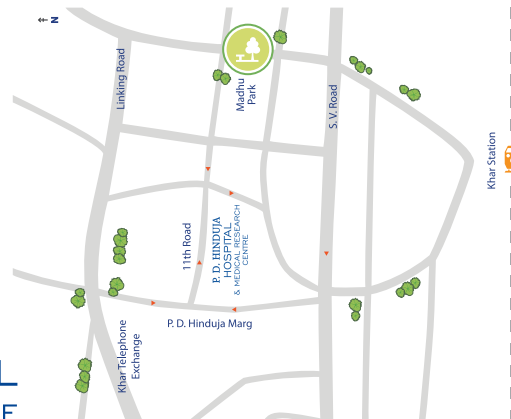 N
Linking Road
Madhu
Park
S. V. Road
Khar Station
11th Road
P. D. HINDUJA
HOSPITAL
& MEDICAL RESEARCH
CENTRE
P. D. Hinduja Marg
Khar Telephone
Exchange
L
E